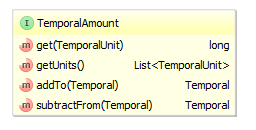 I TemporalAmount
m get(TemporalUnit) long
m getUnits() List<TemporalUnit>
m addTo(Temporal) Temporal
m subtractFrom(Temporal) Temporal